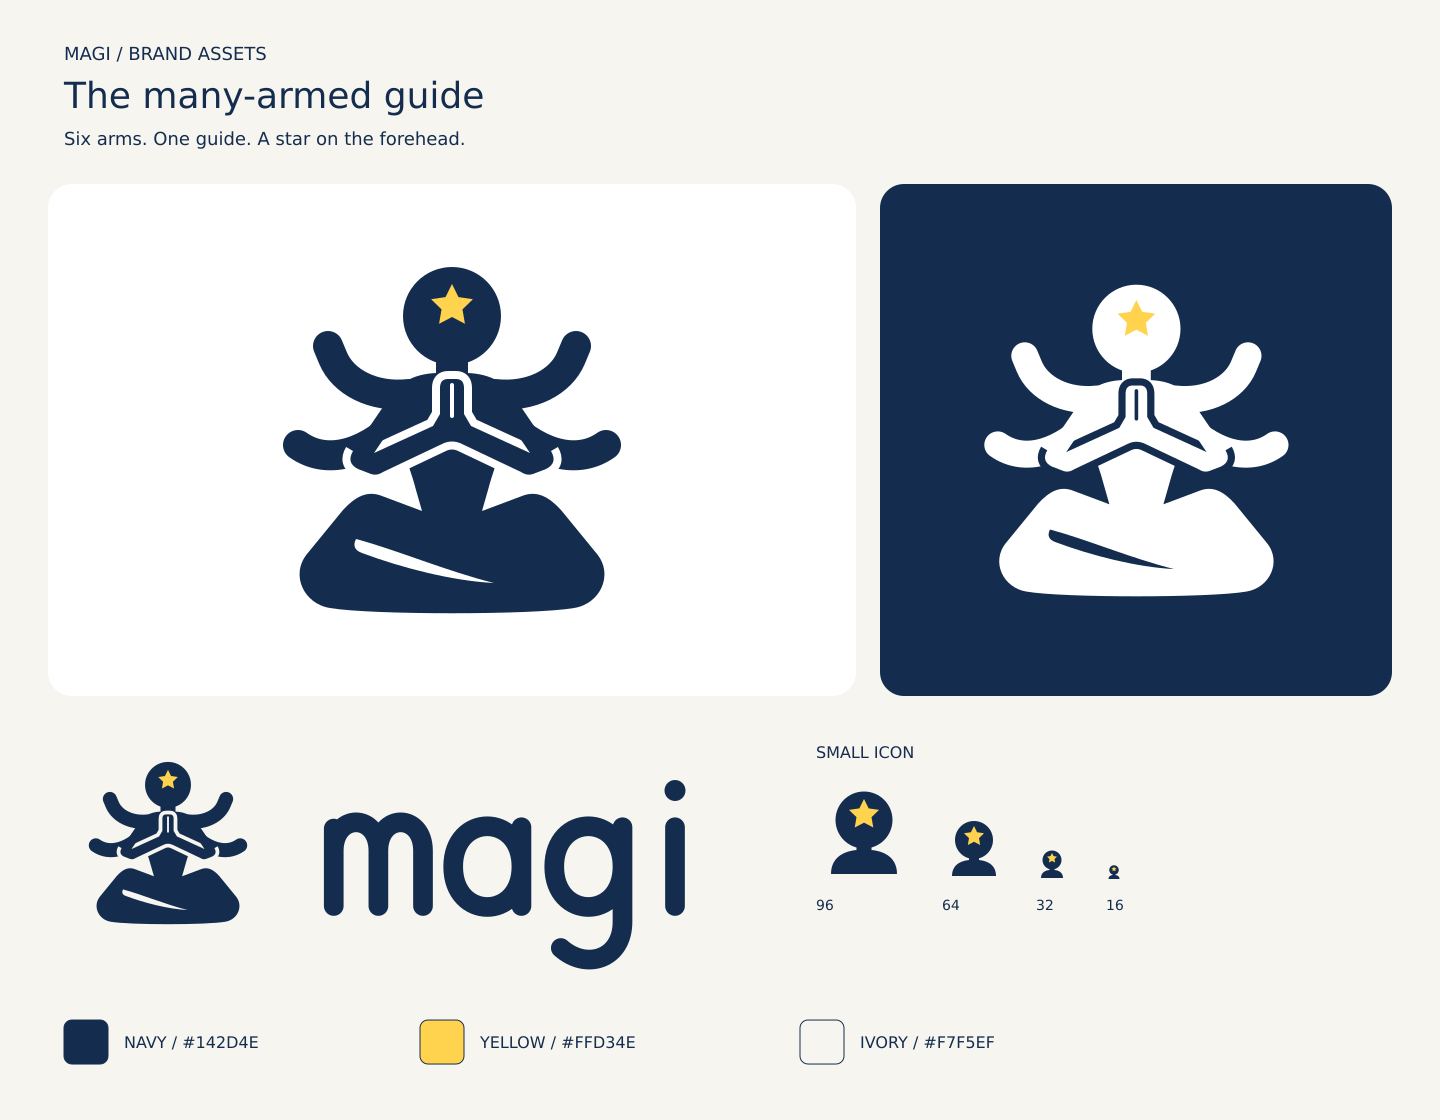 MAGI / BRAND ASSETS
The many-armed guide
Six arms. One guide. A star on the forehead.
magi
SMALL ICON
96 64 32 16
NAVY / #142D4E YELLOW / #FFD34E IVORY / #F7F5EF